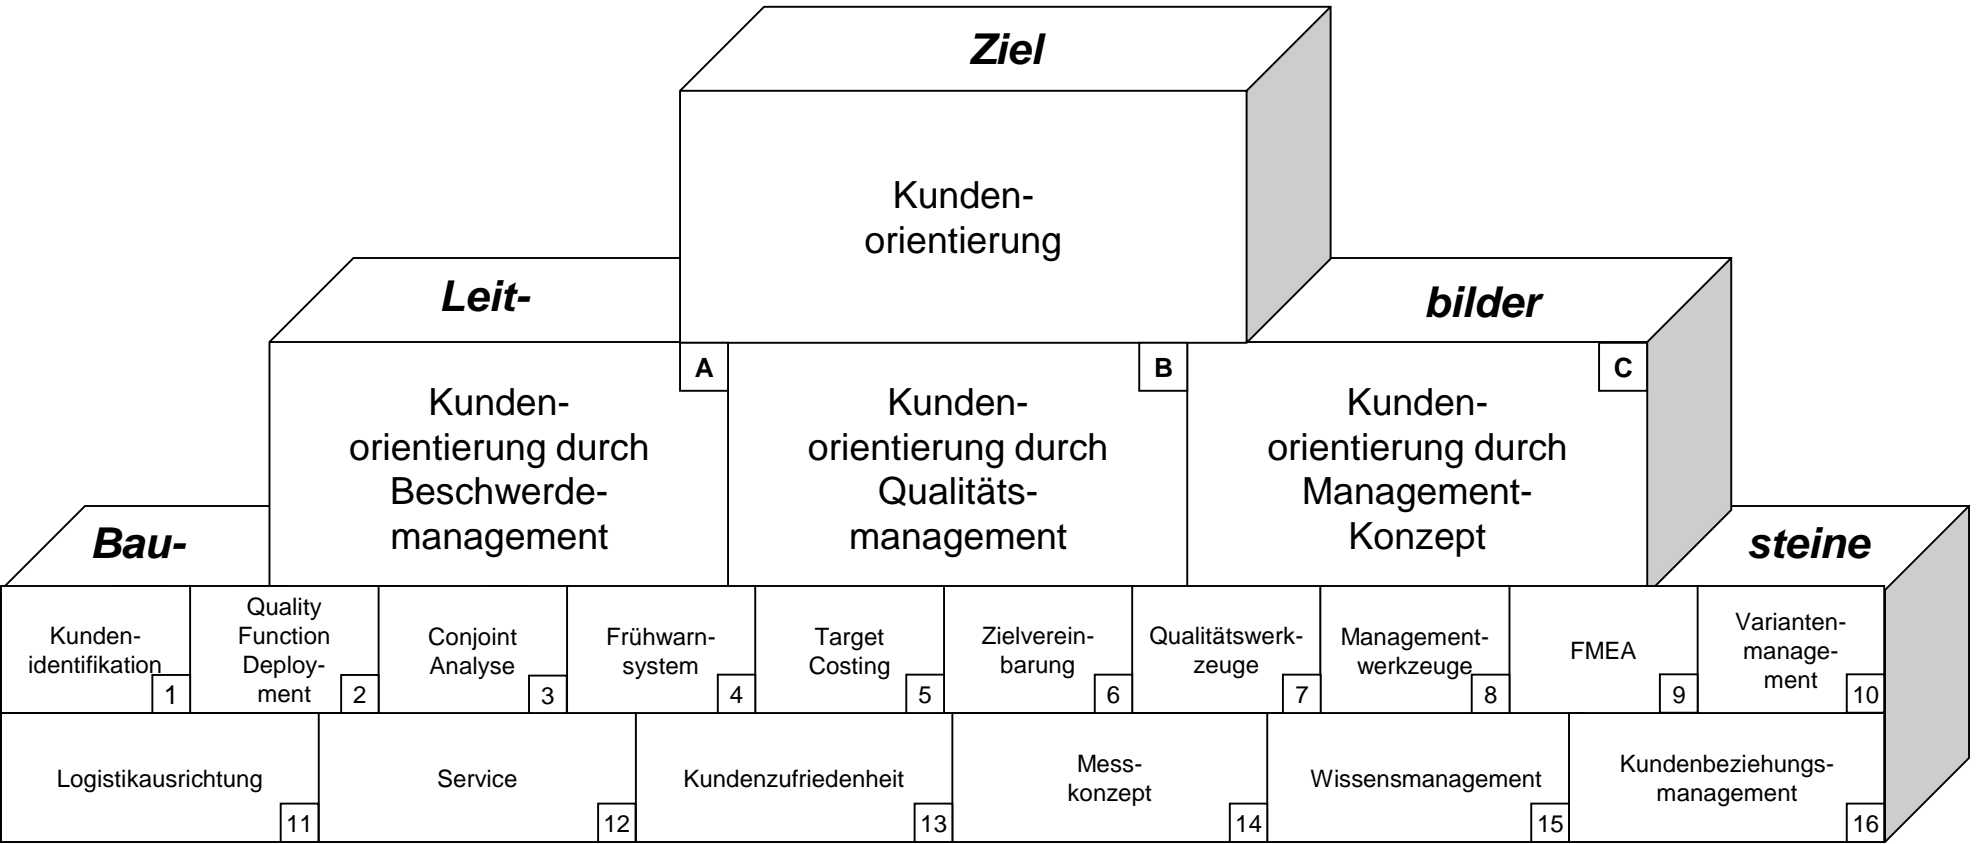 Ziel
Kunden-
orientierung
Leit-
bilder
A
Kunden-
orientierung durch
Beschwerde-
management
B
Kunden-
orientierung durch
Qualitäts-
management
C
Kunden-
orientierung durch
Management-
Konzept
Bau-
steine
Kunden-
identifikation
1
Quality
Function
Deploy-
ment
2
Conjoint
Analyse
3
Frühwarn-
system
4
Target
Costing
5
Zielverein-
barung
6
Qualitätswerk-
zeuge
7
Management-
werkzeuge
8
FMEA
9
Varianten-
manage-
ment
10
Logistikausrichtung
11
Service
12
Kundenzufriedenheit
13
Mess-
konzept
14
Wissensmanagement
15
Kundenbeziehungs-
management
16